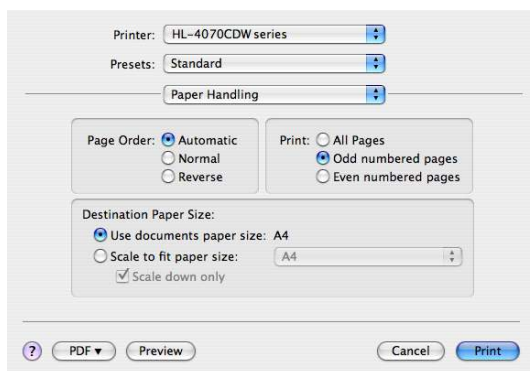 Printer: HL-4070CDW series
Presets: Standard
Paper Handling
Page Order: Automatic Print: All Pages
Normal Odd numbered pages
Reverse Even numbered pages
Destination Paper Size:
Use documents paper size: A4
Scale to fit paper size: A4
Scale down only
? PDF▼ Preview Cancel Print